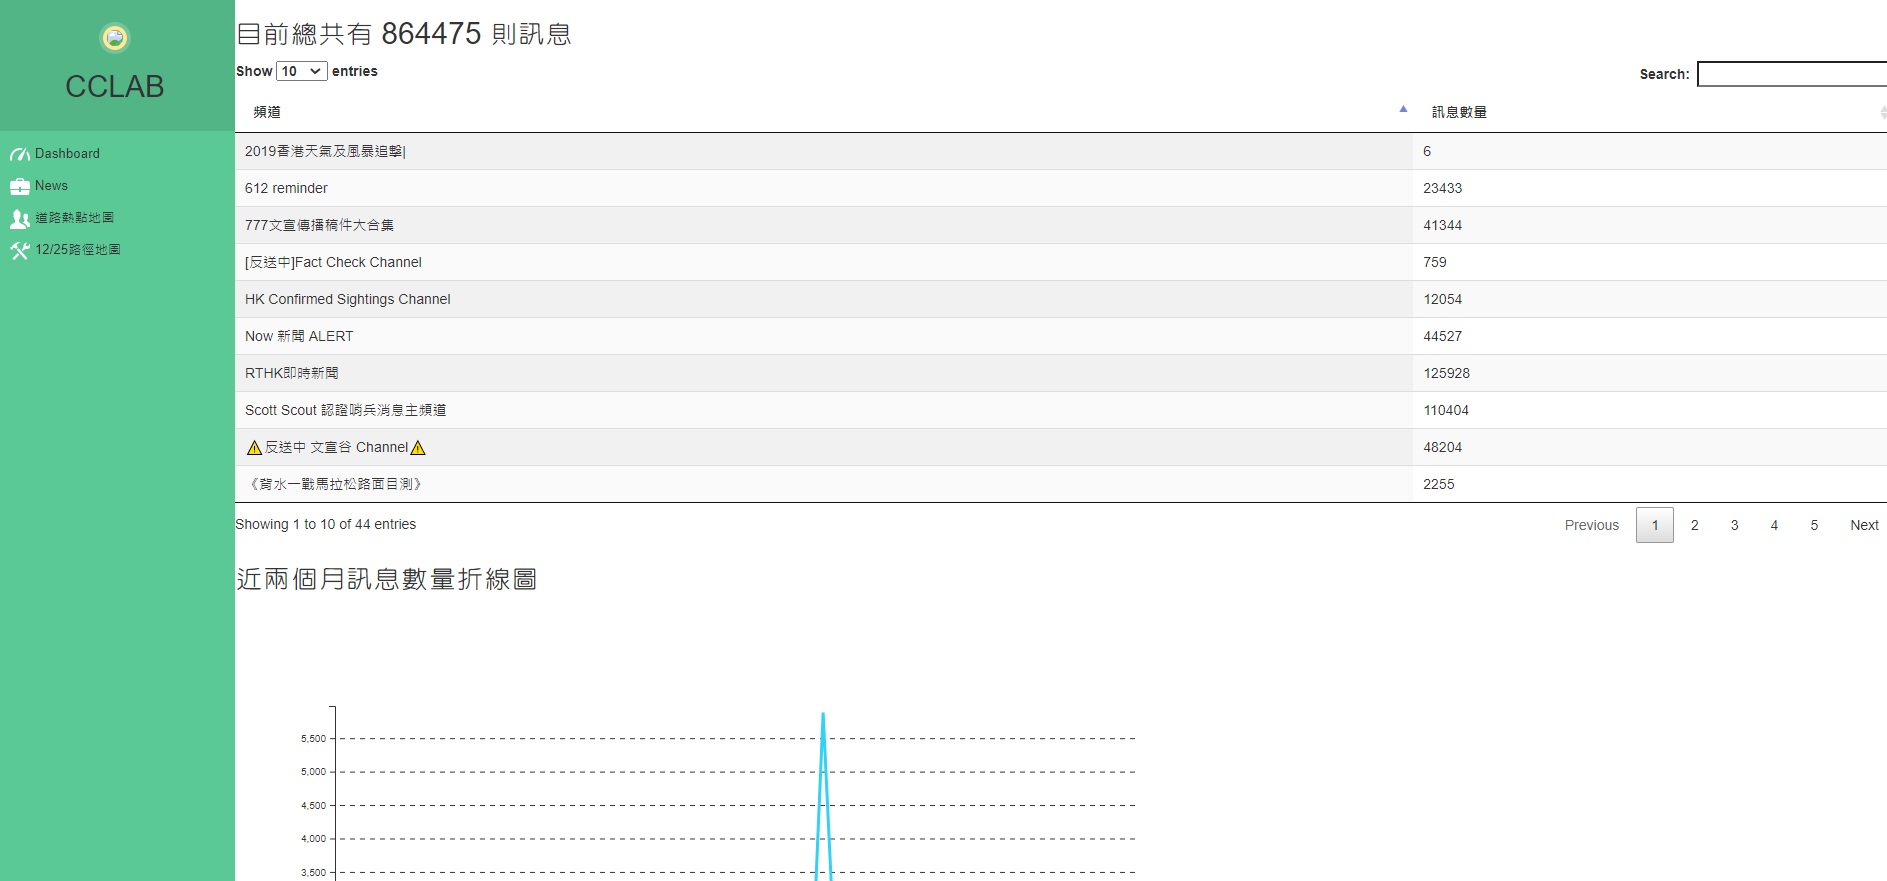 CCLAB
Dashboard
News
道路熱點地圖
12/25路徑地圖
目前總共有 864475 則訊息
Show 10 entries
Search:
頻道 訊息數量
2019香港天氣及風暴追擊| 6
612 reminder 23433
777文宣傳播稿件大合集 41344
[反送中]Fact Check Channel 759
HK Confirmed Sightings Channel 12054
Now 新聞 ALERT 44527
RTHK即時新聞 125928
Scott Scout 認證哨兵消息主頻道 110404
⚠反送中 文宣谷 Channel⚠ 48204
《背水一戰馬拉松路面目測》 2255
Showing 1 to 10 of 44 entries
Previous 1 2 3 4 5 Next
近兩個月訊息數量折線圖
5,500
5,000
4,500
4,000
3,500